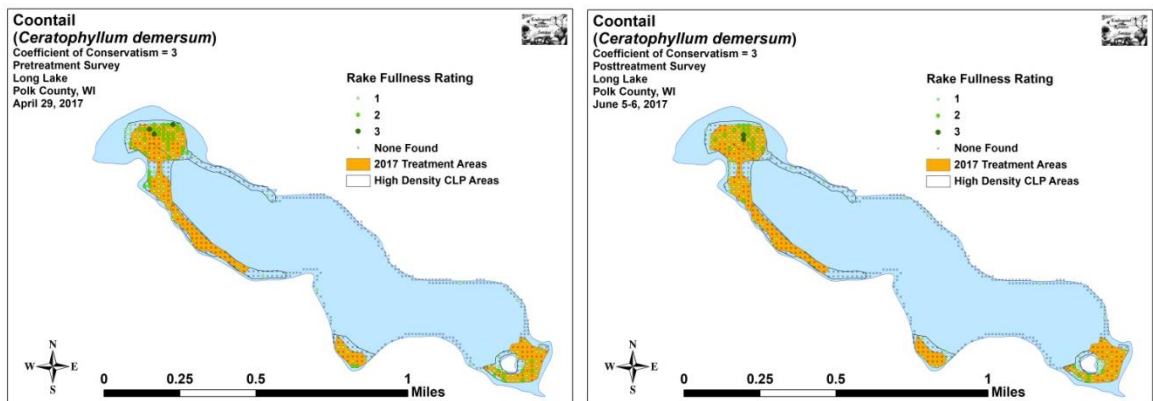 Coontail
(Ceratophyllum demersum)
Coefficient of Conservatism = 3
Pretreatment Survey
Long Lake
Polk County, WI
April 29, 2017
Rake Fullness Rating
1
2
3
None Found
2017 Treatment Areas
High Density CLP Areas
N
W E
S
0 0.25 0.5 1
Miles
Coontail
(Ceratophyllum demersum)
Coefficient of Conservatism = 3
Posttreatment Survey
Long Lake
Polk County, WI
June 5-6, 2017
Rake Fullness Rating
1
2
3
None Found
2017 Treatment Areas
High Density CLP Areas
N
W E
S
0 0.25 0.5 1
Miles